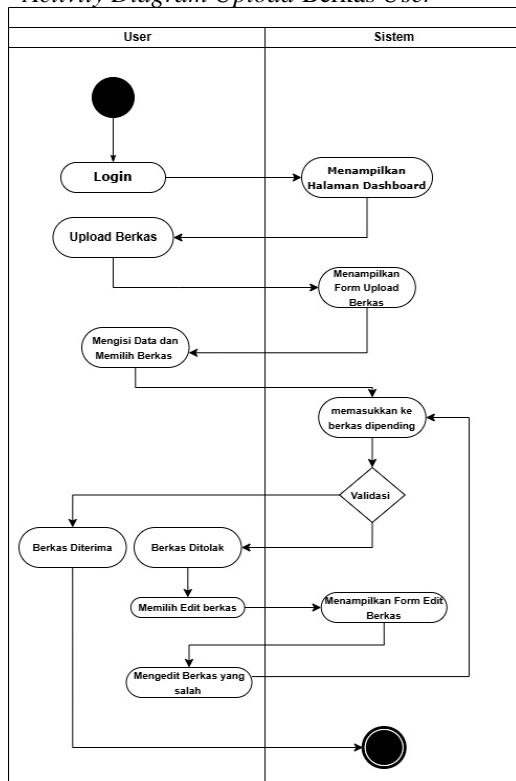 Activity Diagram Upload Berkas User
User
Sistem
Login
Menampilkan
Halaman Dashboard
Upload Berkas
Menampilkan
Form Upload
Berkas
Mengisi Data dan
Memilih Berkas
memasukkan ke
berkas dipending
Validasi
Berkas Diterima
Berkas Ditolak
Memilih Edit berkas
Menampilkan Form Edit
Berkas
Mengedit Berkas yang
salah